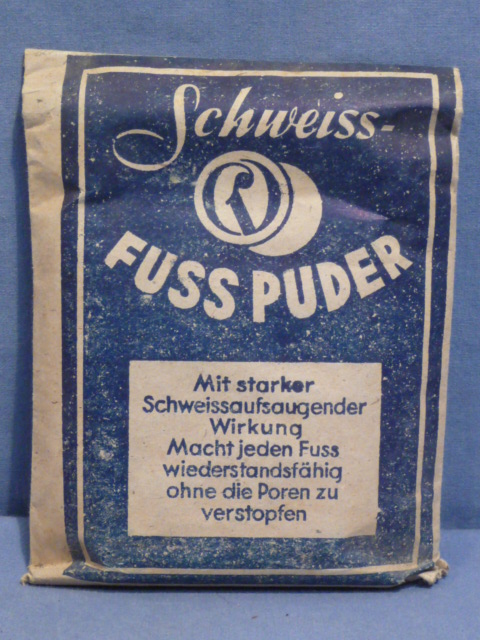 Schweiss-
R
FUSS PUDER
Mit starker
Schweissaufsaugender
Wirkung
Macht jeden Fuss
wiederstandsfähig
ohne die Poren zu
verstopfen